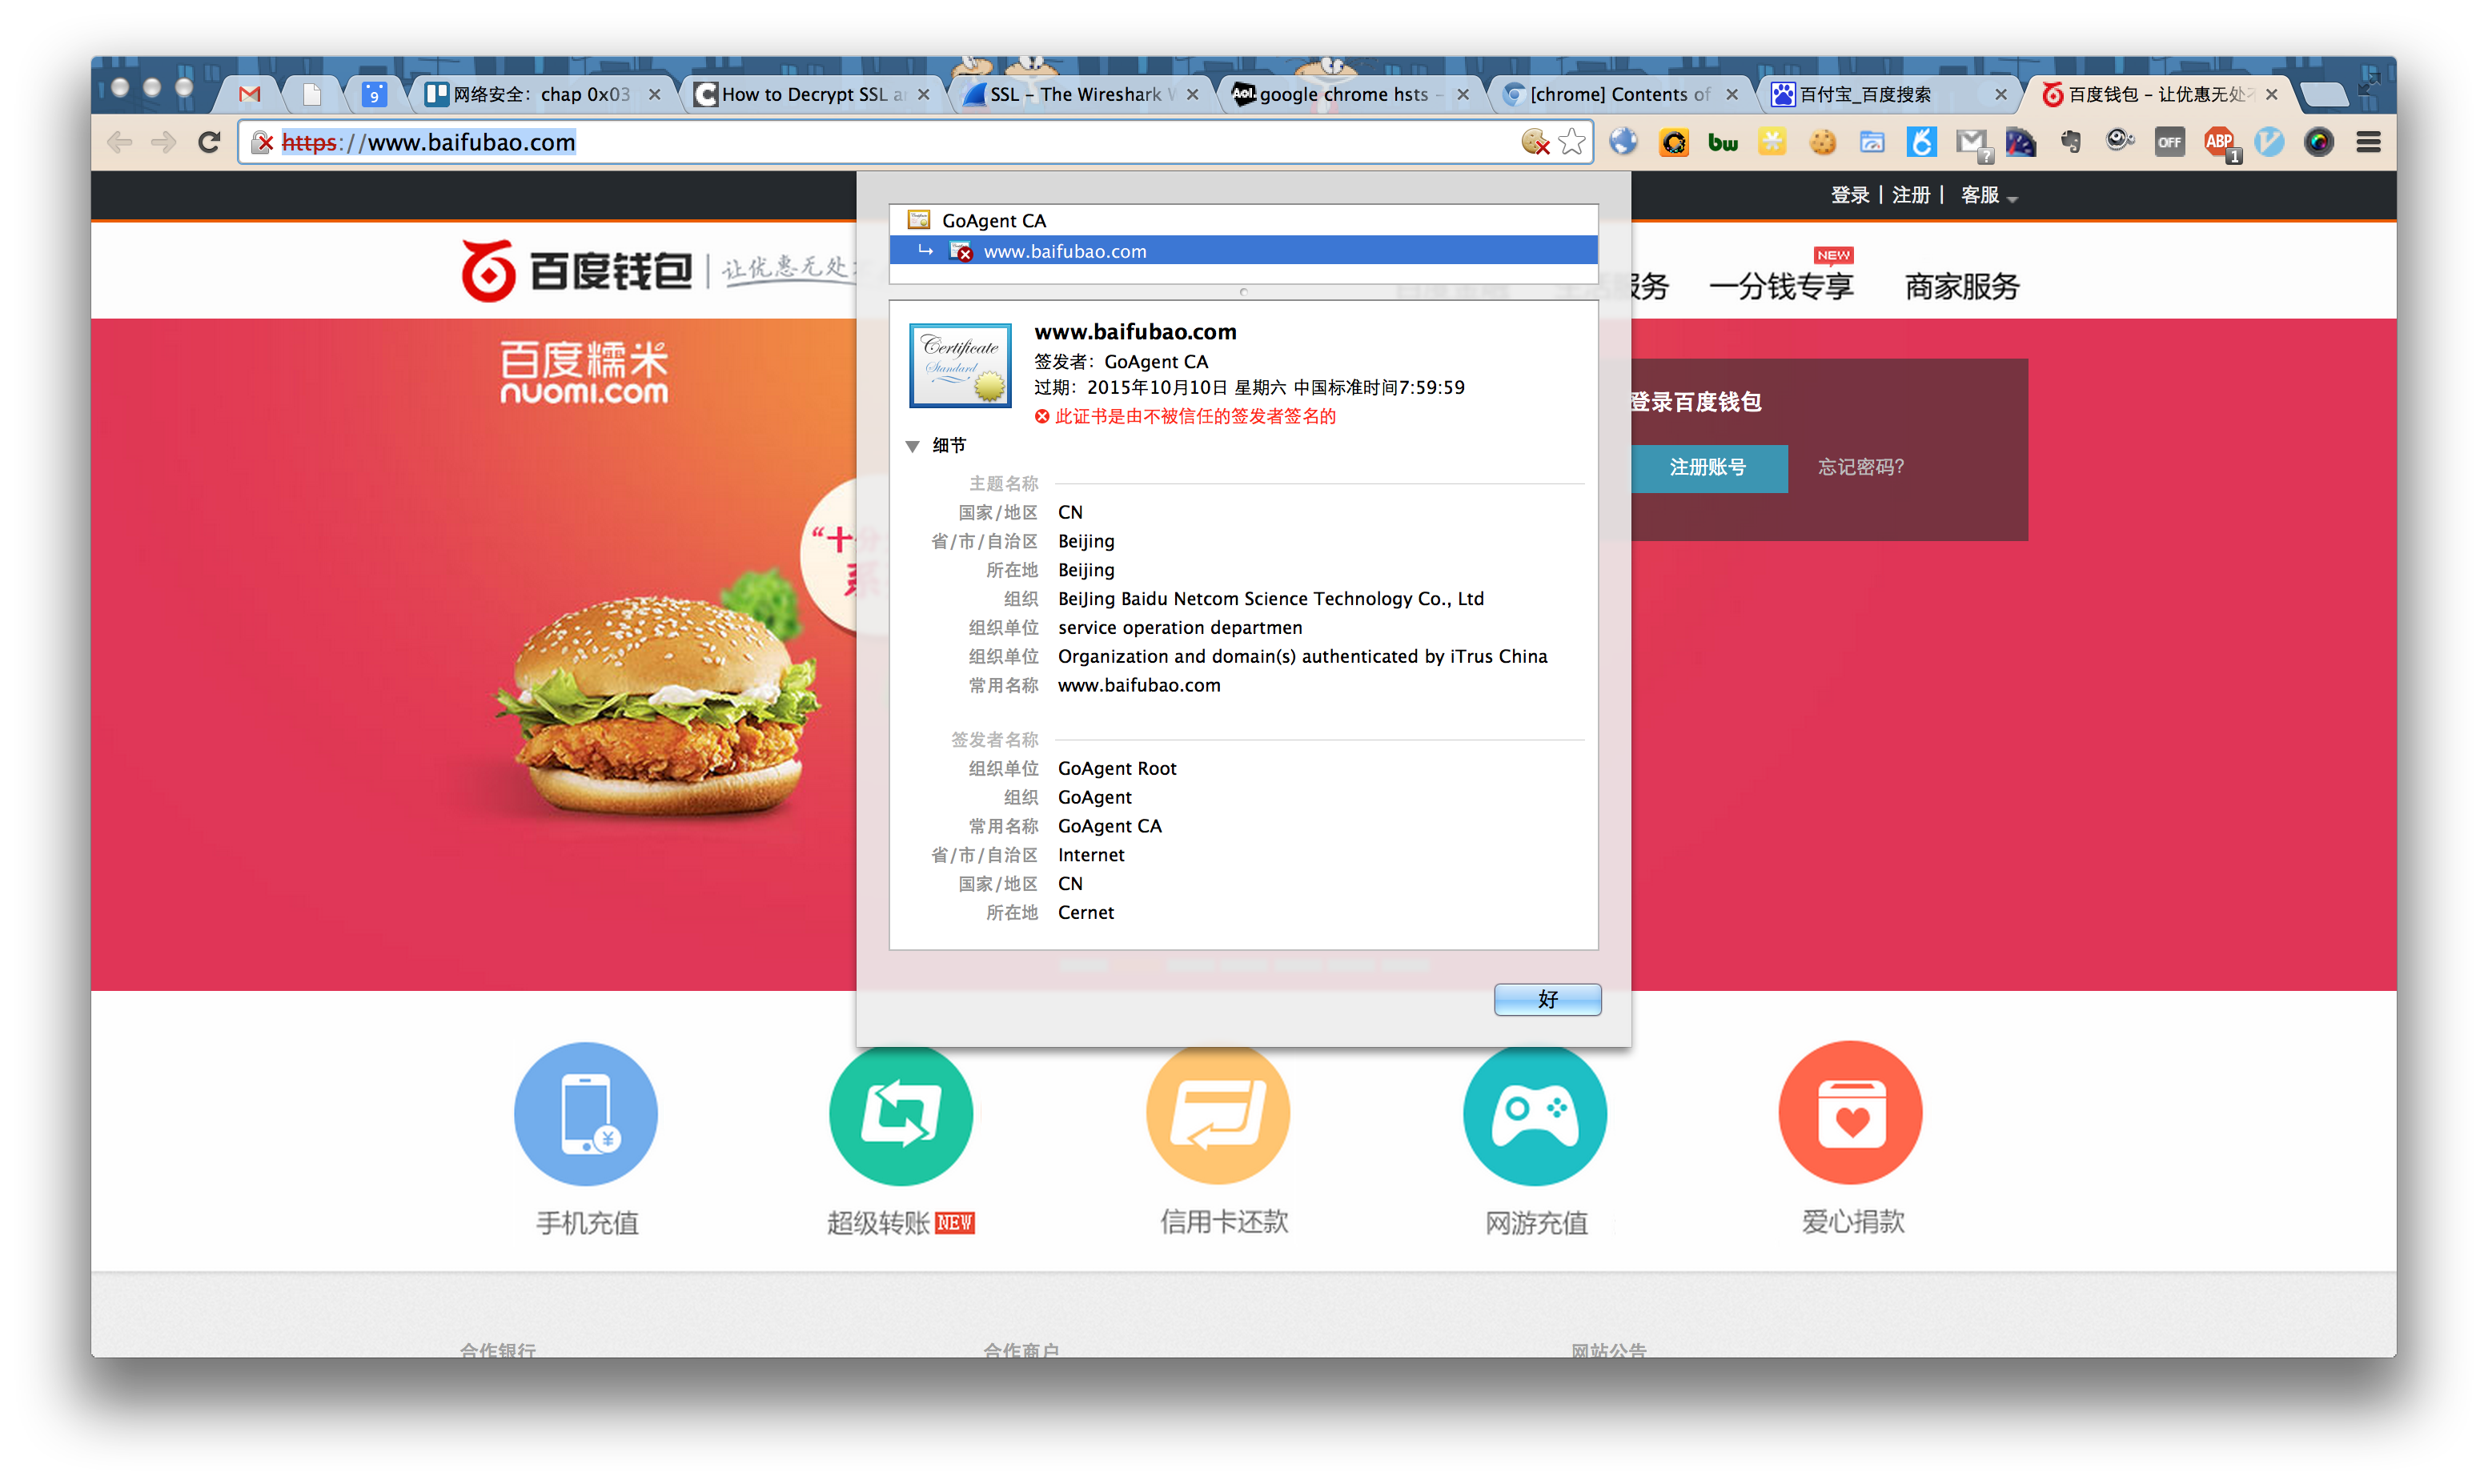 9
网络安全：chap 0x03
How to Decrypt SSL a
SSL – The Wireshark W
Aol.
google chrome hsts –
[chrome] Contents of
百付宝_百度搜索
百度钱包 – 让优惠无处不
https://www.baifubao.com
bw
?
OFF
ABP
1
登录 | 注册 | 客服
百度钱包
让优惠无处
服务
一分钱专享
NEW
商家服务
百度糯米
nuomi.com
“十分
系
登录百度钱包
注册账号
忘记密码?
GoAgent CA
www.baifubao.com
Certificate
Standard
www.baifubao.com
签发者：GoAgent CA
过期：2015年10月10日 星期六 中国标准时间7:59:59
此证书是由不被信任的签发者签名的
细节
主题名称
国家/地区 CN
省/市/自治区 Beijing
所在地 Beijing
组织 BeiJing Baidu Netcom Science Technology Co., Ltd
组织单位 service operation departmen
组织单位 Organization and domain(s) authenticated by iTrus China
常用名称 www.baifubao.com
签发者名称
组织单位 GoAgent Root
组织 GoAgent
常用名称 GoAgent CA
省/市/自治区 Internet
国家/地区 CN
所在地 Cernet
好
手机充值
超级转账 NEW
信用卡还款
网游充值
爱心捐款
合作银行
合作商户
网站公告